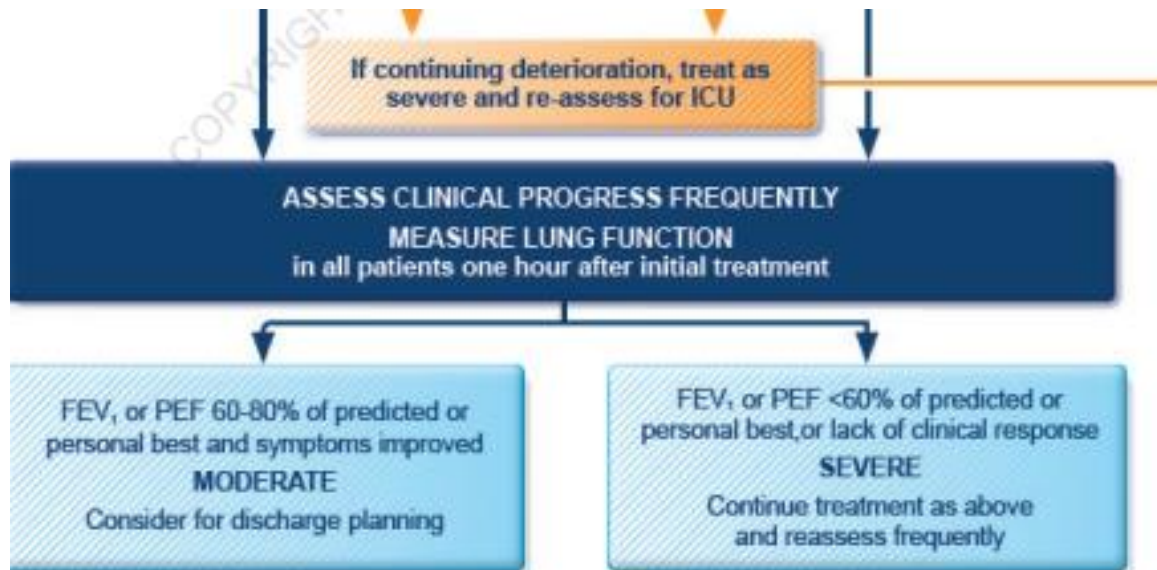 COPYRIGH
If continuing deterioration, treat as
severe and re-assess for ICU
ASSESS CLINICAL PROGRESS FREQUENTLY
MEASURE LUNG FUNCTION
in all patients one hour after initial treatment
FEV₁ or PEF 60-80% of predicted or
personal best and symptoms improved
MODERATE
Consider for discharge planning
FEV₁ or PEF <60% of predicted or
personal best,or lack of clinical response
SEVERE
Continue treatment as above
and reassess frequently